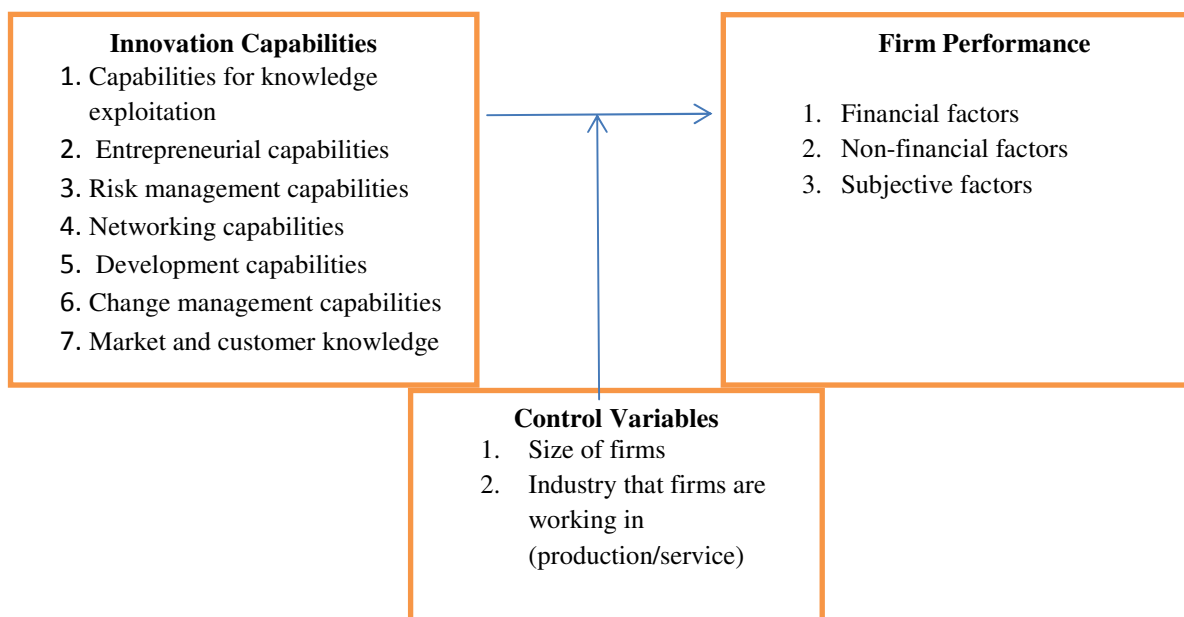 Innovation Capabilities
1. Capabilities for knowledge
exploitation
2. Entrepreneurial capabilities
3. Risk management capabilities
4. Networking capabilities
5. Development capabilities
6. Change management capabilities
7. Market and customer knowledge
Firm Performance
1. Financial factors
2. Non-financial factors
3. Subjective factors
Control Variables
1. Size of firms
2. Industry that firms are
working in
(production/service)